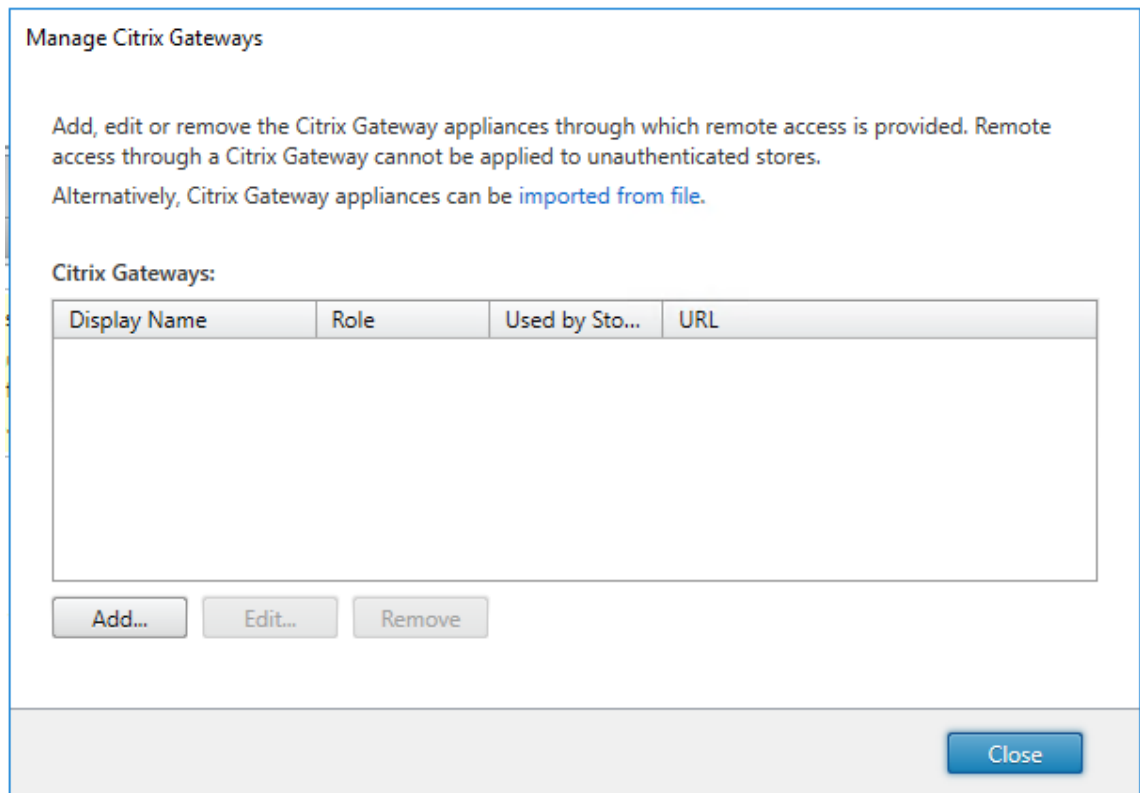 Manage Citrix Gateways
Add, edit or remove the Citrix Gateway appliances through which remote access is provided. Remote
access through a Citrix Gateway cannot be applied to unauthenticated stores.
Alternatively, Citrix Gateway appliances can be imported from file.
Citrix Gateways:
Display Name Role Used by Sto... URL
Add... Edit... Remove
Close